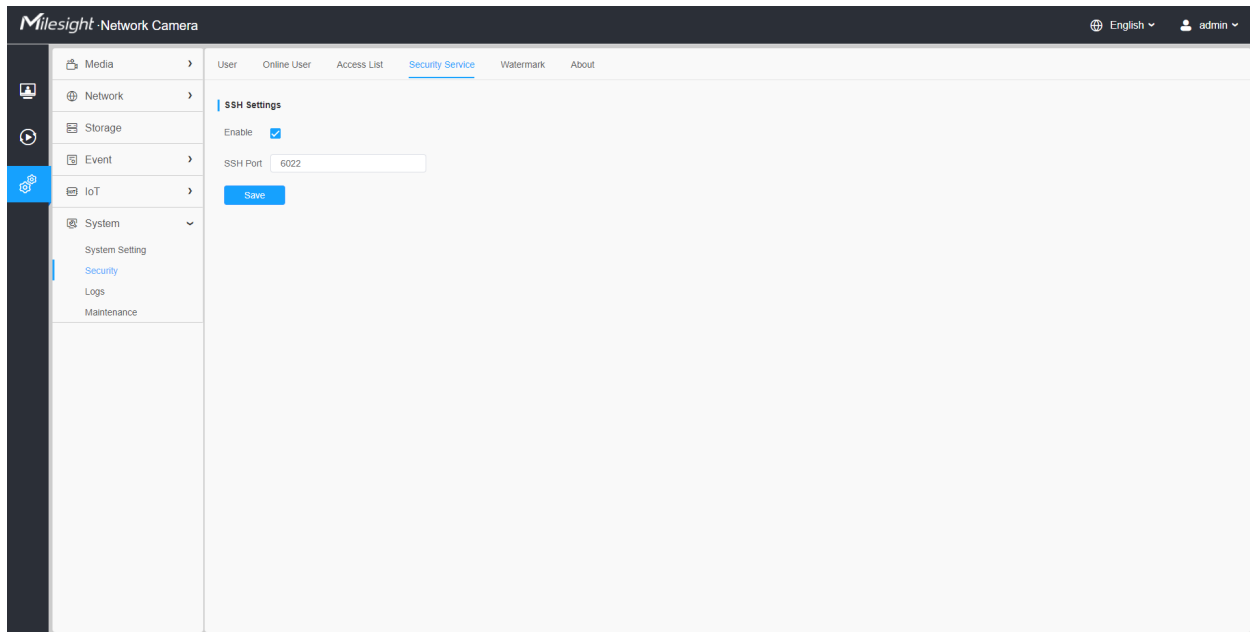 Milesight · Network Camera
English
admin
Media
Network
Storage
Event
IoT
System
System Setting
Security
Logs
Maintenance
User Online User Access List Security Service Watermark About
SSH Settings
Enable
SSH Port 6022
Save